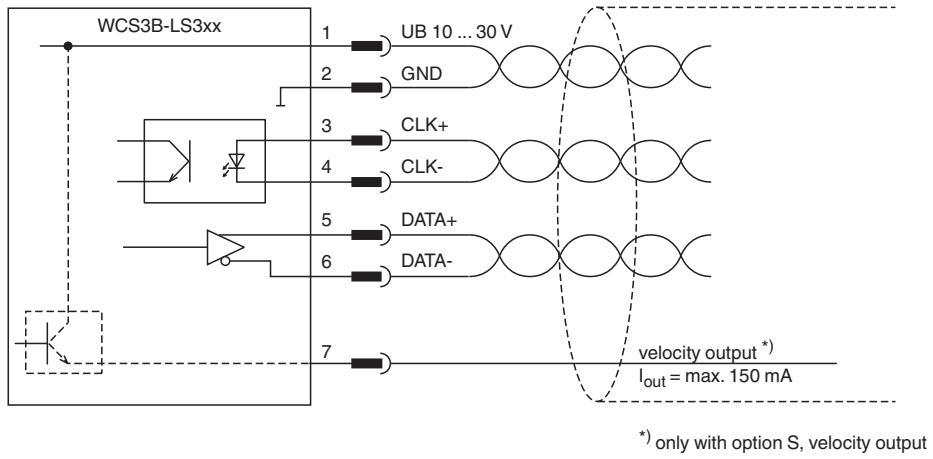 WCS3B-LS3xx
1 UB 10 ... 30 V
2 GND
3 CLK+
4 CLK-
5 DATA+
6 DATA-
7 velocity output *)
Iout = max. 150 mA
*) only with option S, velocity output